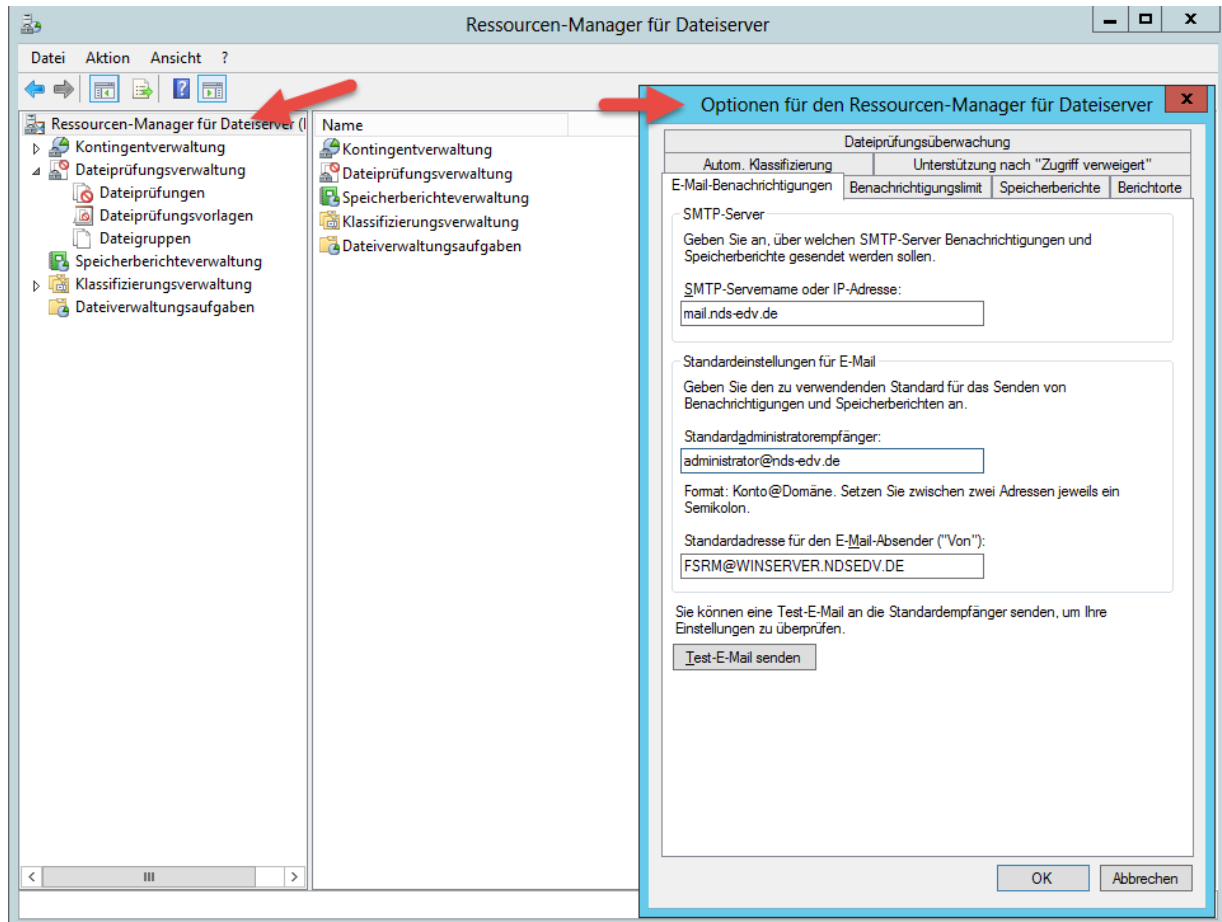 Ressourcen-Manager für Dateiserver
Datei Aktion Ansicht ?
Ressourcen-Manager für Dateiserver (I
Kontingentverwaltung
Dateiprüfungsverwaltung
Dateiprüfungen
Dateiprüfungsvorlagen
Dateigruppen
Speicherberichteverwaltung
Klassifizierungsverwaltung
Dateiverwaltungsaufgaben
Name
Kontingentverwaltung
Dateiprüfungsverwaltung
Speicherberichteverwaltung
Klassifizierungsverwaltung
Dateiverwaltungsaufgaben
Optionen für den Ressourcen-Manager für Dateiserver
Dateiprüfungsüberwachung
Autom. Klassifizierung Unterstützung nach "Zugriff verweigert"
E-Mail-Benachrichtigungen Benachrichtigungslimit Speicherberichte Berichtorte
SMTP-Server
Geben Sie an, über welchen SMTP-Server Benachrichtigungen und
Speicherberichte gesendet werden sollen.
SMTP-Servername oder IP-Adresse:
mail.nds-edv.de
Standardeinstellungen für E-Mail
Geben Sie den zu verwendenden Standard für das Senden von
Benachrichtigungen und Speicherberichten an.
Standardadministratorempfänger:
administrator@nds-edv.de
Format: Konto@Domäne. Setzen Sie zwischen zwei Adressen jeweils ein
Semikolon.
Standardadresse für den E-Mail-Absender ("Von"):
FSRM@WINSERVER.NDSEDV.DE
Sie können eine Test-E-Mail an die Standardempfänger senden, um Ihre
Einstellungen zu überprüfen.
Test-E-Mail senden
OK Abbrechen